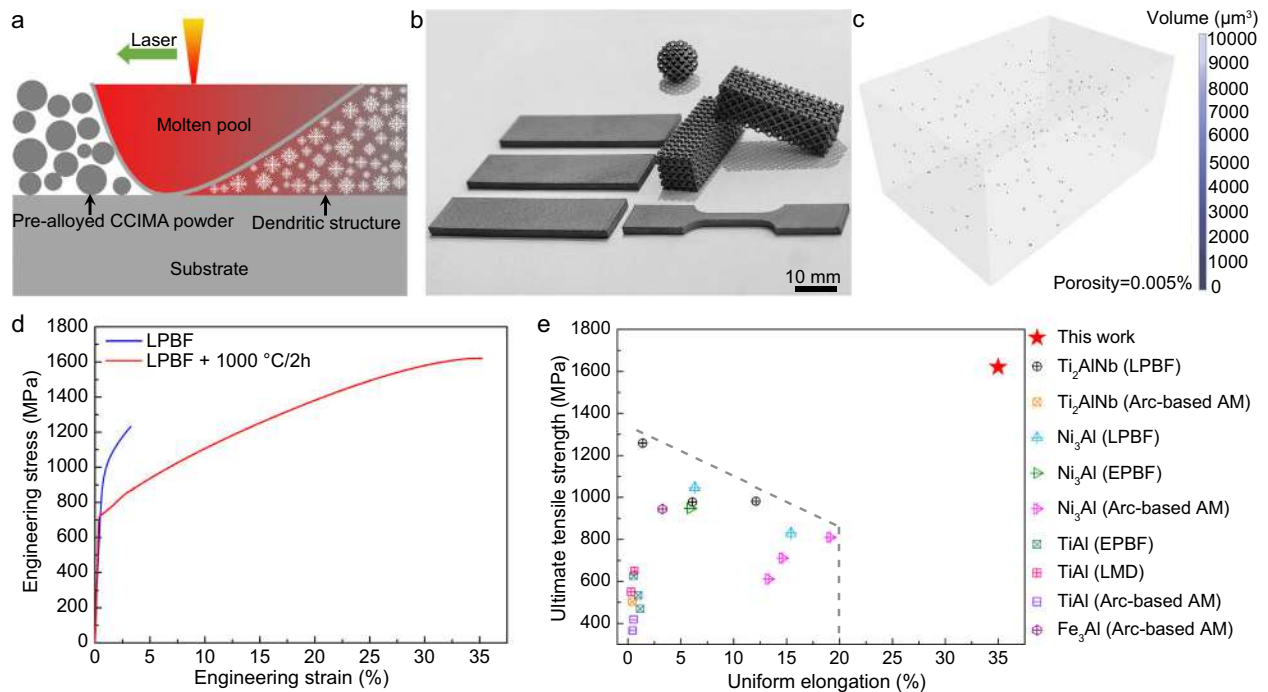 a
Laser
Molten pool
Pre-alloyed CCIMA powder
Dendritic structure
Substrate
b
10 mm
c
Volume (μm³)
10000
9000
8000
7000
6000
5000
4000
3000
2000
1000
0
Porosity=0.005%
d
Engineering stress (MPa)
1800
1600
1400
1200
1000
800
600
400
200
0
LPBF
LPBF + 1000 °C/2h
0 5 10 15 20 25 30 35
Engineering strain (%)
e
Ultimate tensile strength (MPa)
1800
1600
1400
1200
1000
800
600
400
0 5 10 15 20 25 30 35
Uniform elongation (%)
This work
Ti₂AlNb (LPBF)
Ti₂AlNb (Arc-based AM)
Ni₃Al (LPBF)
Ni₃Al (EPBF)
Ni₃Al (Arc-based AM)
TiAl (EPBF)
TiAl (LMD)
TiAl (Arc-based AM)
Fe₃Al (Arc-based AM)